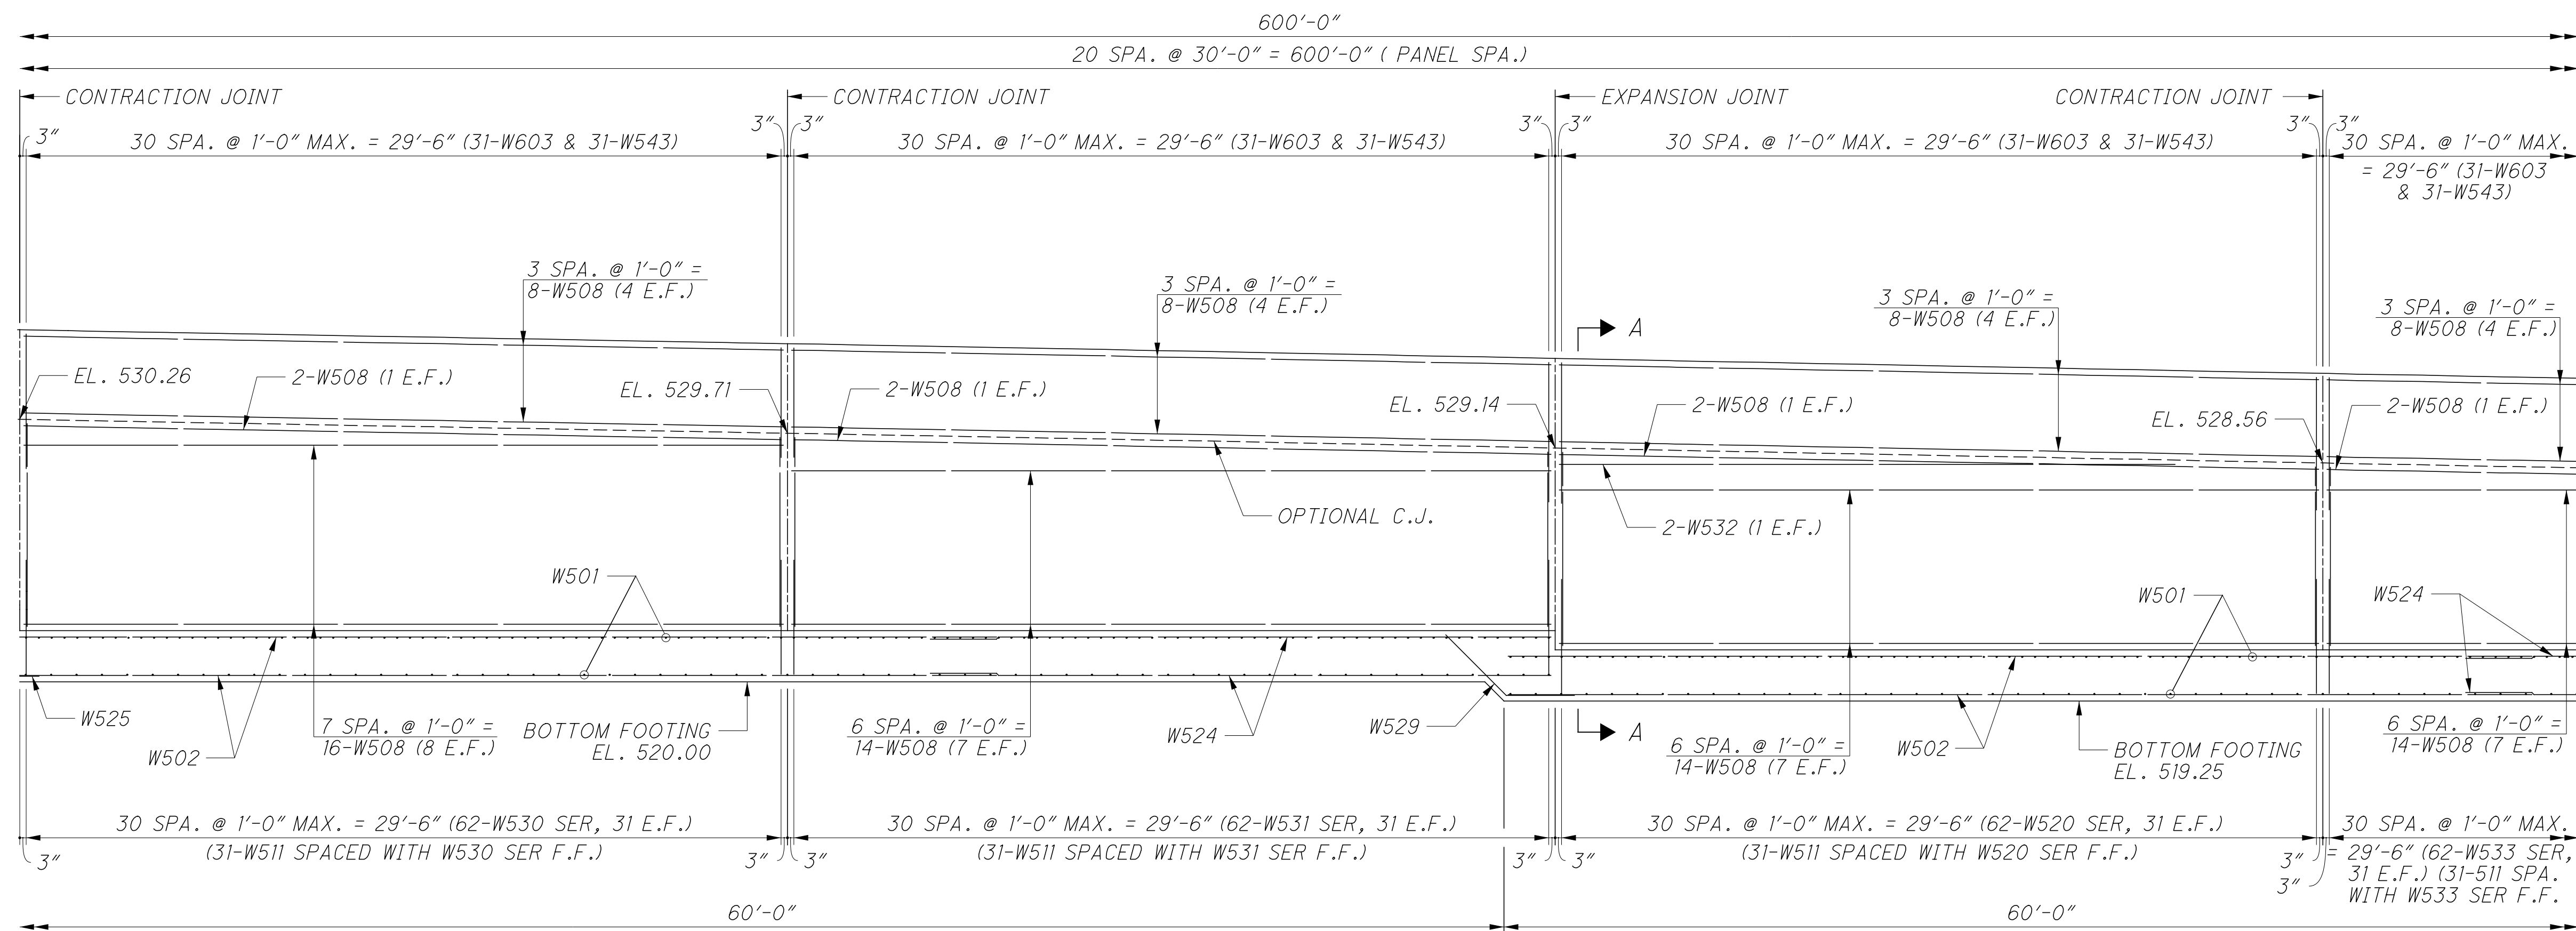 600'-0"
20 SPA. @ 30'-0" = 600'-0" ( PANEL SPA.)
CONTRACTION JOINT
CONTRACTION JOINT
EXPANSION JOINT
CONTRACTION JOINT
3"
3"
3"
3"
3"
3"
3"
30 SPA. @ 1'-0" MAX. = 29'-6" (31-W603 & 31-W543)
30 SPA. @ 1'-0" MAX. = 29'-6" (31-W603 & 31-W543)
30 SPA. @ 1'-0" MAX. = 29'-6" (31-W603 & 31-W543)
30 SPA. @ 1'-0" MAX.
= 29'-6" (31-W603
& 31-W543)
3 SPA. @ 1'-0" =
8-W508 (4 E.F.)
3 SPA. @ 1'-0" =
8-W508 (4 E.F.)
3 SPA. @ 1'-0" =
8-W508 (4 E.F.)
3 SPA. @ 1'-0" =
8-W508 (4 E.F.)
A
EL. 530.26
2-W508 (1 E.F.)
EL. 529.71
2-W508 (1 E.F.)
EL. 529.14
2-W508 (1 E.F.)
EL. 528.56
2-W508 (1 E.F.)
OPTIONAL C.J.
2-W532 (1 E.F.)
W501
W501
W524
W525
W502
7 SPA. @ 1'-0" =
16-W508 (8 E.F.)
BOTTOM FOOTING
EL. 520.00
6 SPA. @ 1'-0" =
14-W508 (7 E.F.)
W524
W529
A
6 SPA. @ 1'-0" =
14-W508 (7 E.F.)
W502
BOTTOM FOOTING
EL. 519.25
6 SPA. @ 1'-0" =
14-W508 (7 E.F.)
30 SPA. @ 1'-0" MAX. = 29'-6" (62-W530 SER, 31 E.F.)
(31-W511 SPACED WITH W530 SER F.F.)
30 SPA. @ 1'-0" MAX. = 29'-6" (62-W531 SER, 31 E.F.)
(31-W511 SPACED WITH W531 SER F.F.)
30 SPA. @ 1'-0" MAX. = 29'-6" (62-W520 SER, 31 E.F.)
(31-W511 SPACED WITH W520 SER F.F.)
30 SPA. @ 1'-0" MAX.
= 29'-6" (62-W533 SER,
31 E.F.) (31-511 SPA.
WITH W533 SER F.F.
3"
3"
3"
3"
3"
3"
3"
60'-0"
60'-0"